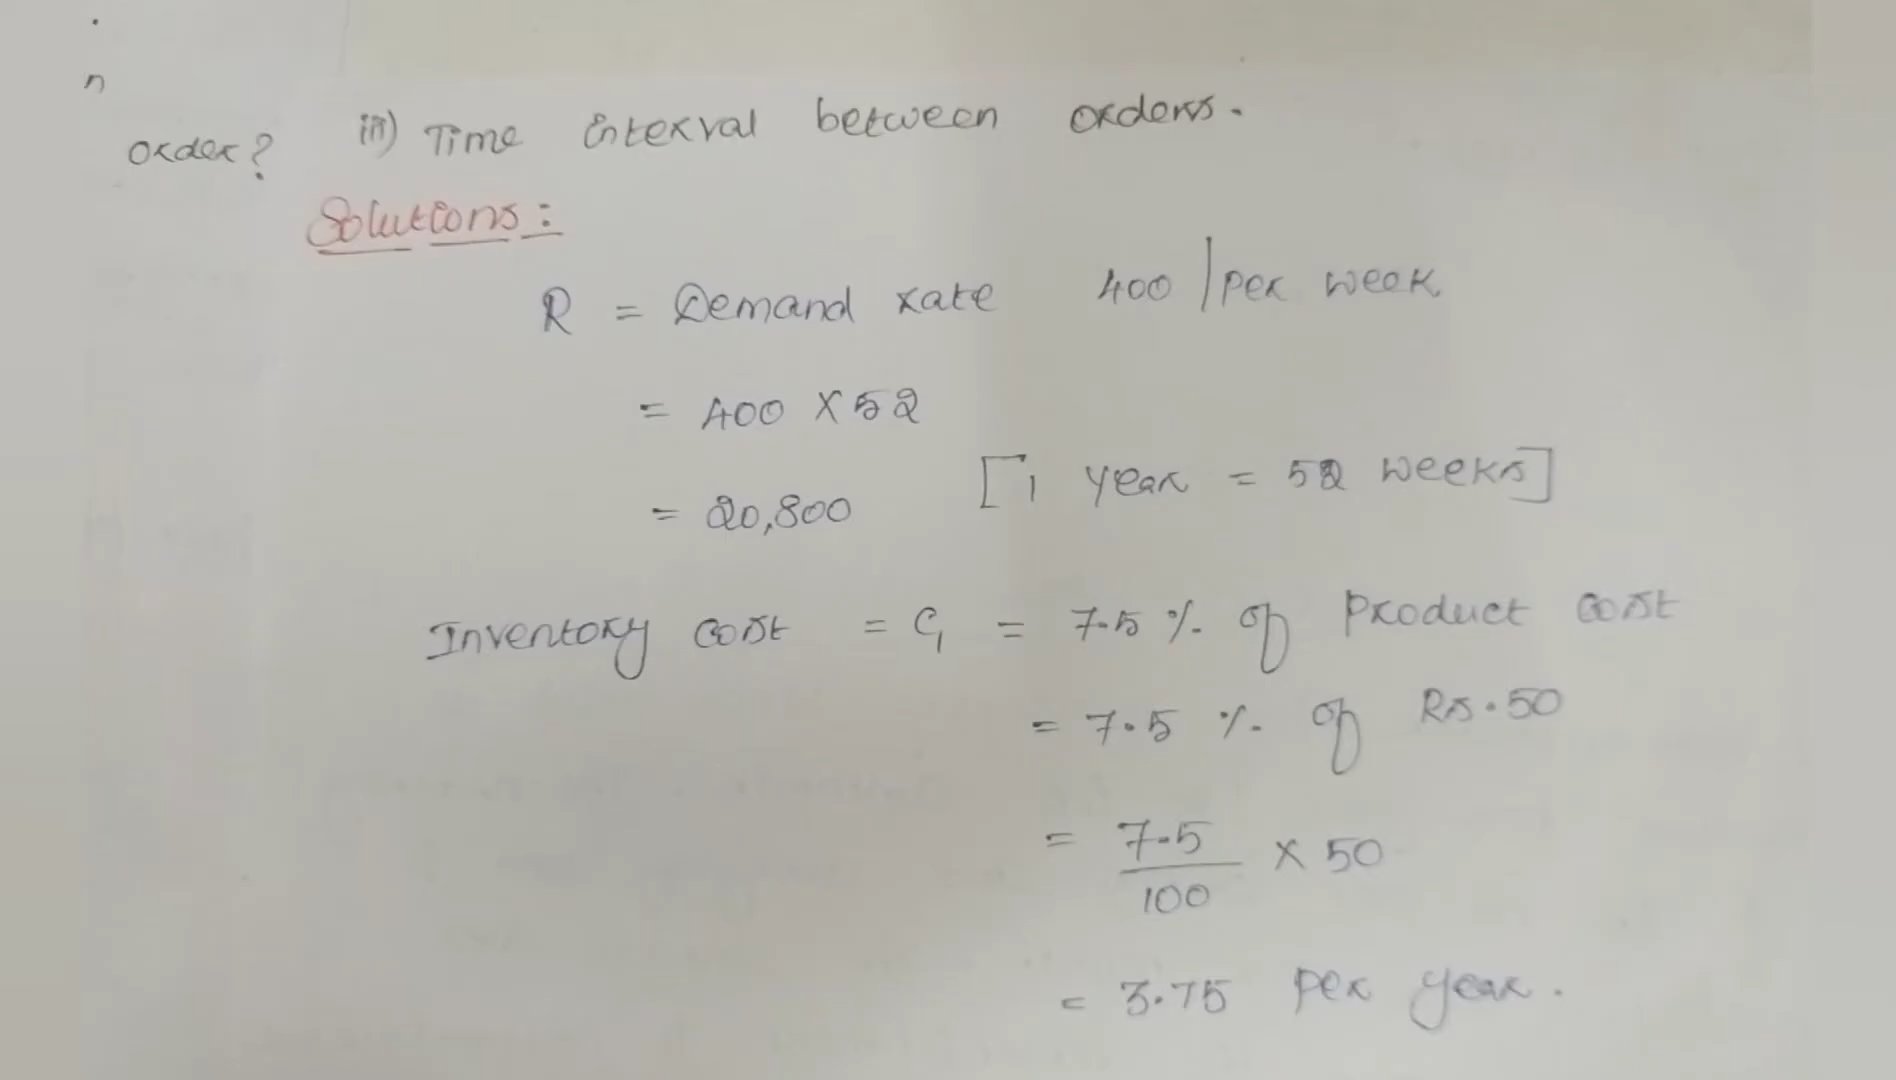 n
order? iii) Time interval between orders.
Solutions:
R = Demand rate 400 | per week
= 400 X 52
= 20,800 [1 year = 52 weeks]
Inventory cost = C1 = 7.5 % of Product cost
= 7.5 % of Rs. 50
= 7.5/100 X 50
= 3.75 per year.